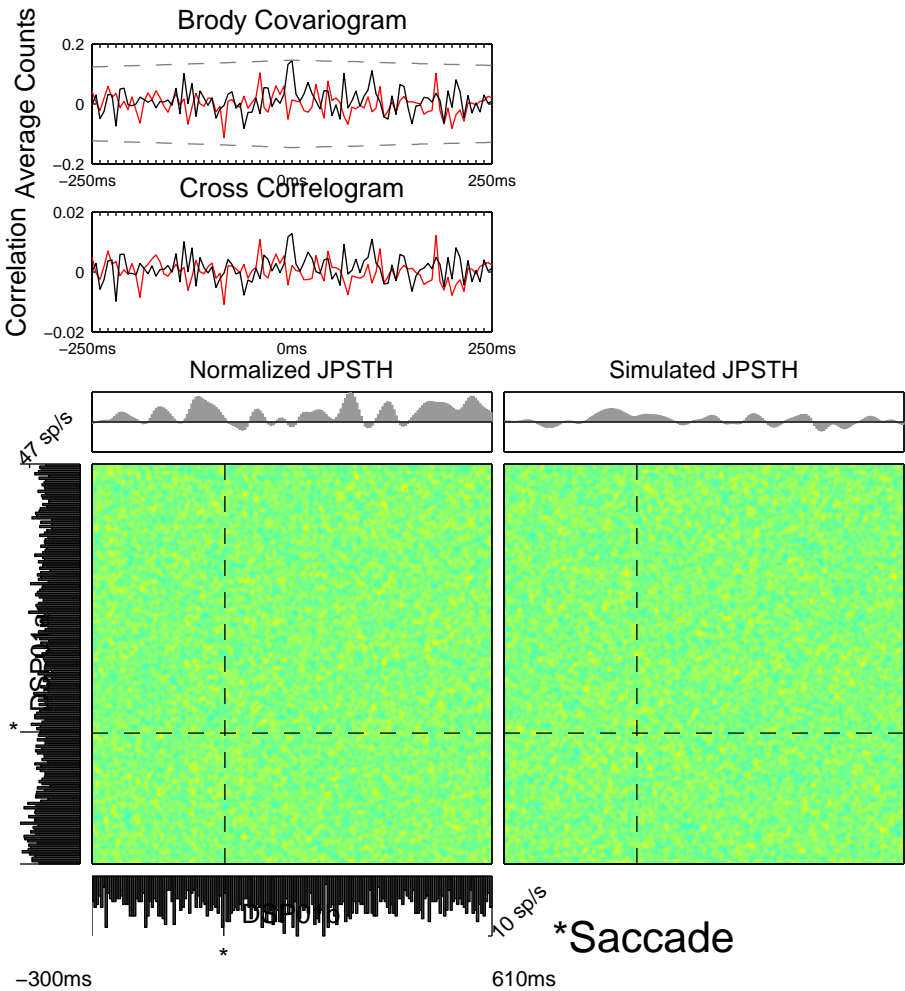 Brody Covariogram
Average Counts
0.2
0
−0.2
−250ms
0ms
250ms
Cross Correlogram
Correlation
0.02
0
−0.02
−250ms
0ms
250ms
Normalized JPSTH
Simulated JPSTH
47 sp/s
*
10 sp/s
*
*Saccade
−300ms
610ms